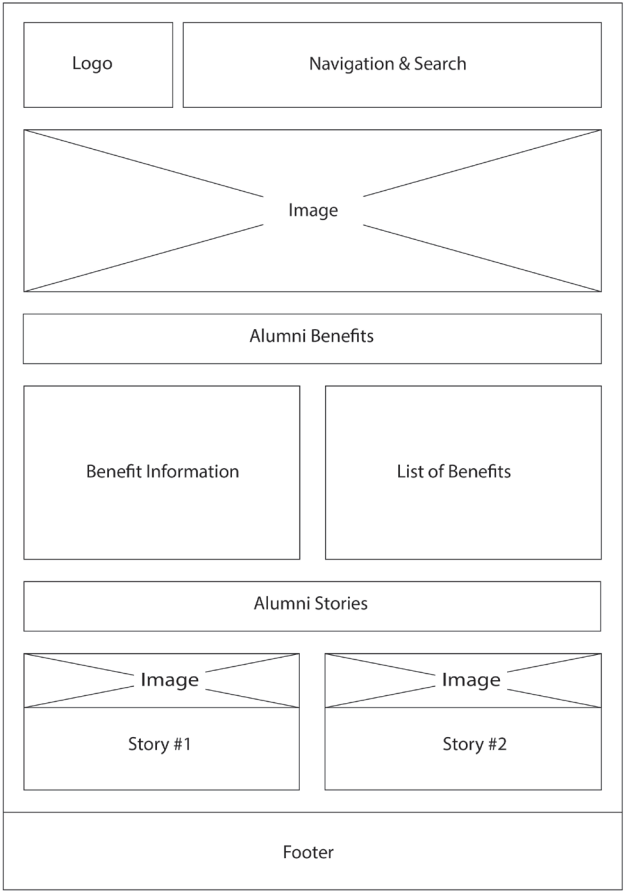 Logo
Navigation & Search
Image
Alumni Benefits
Benefit Information
List of Benefits
Alumni Stories
Image
Image
Story #1
Story #2
Footer